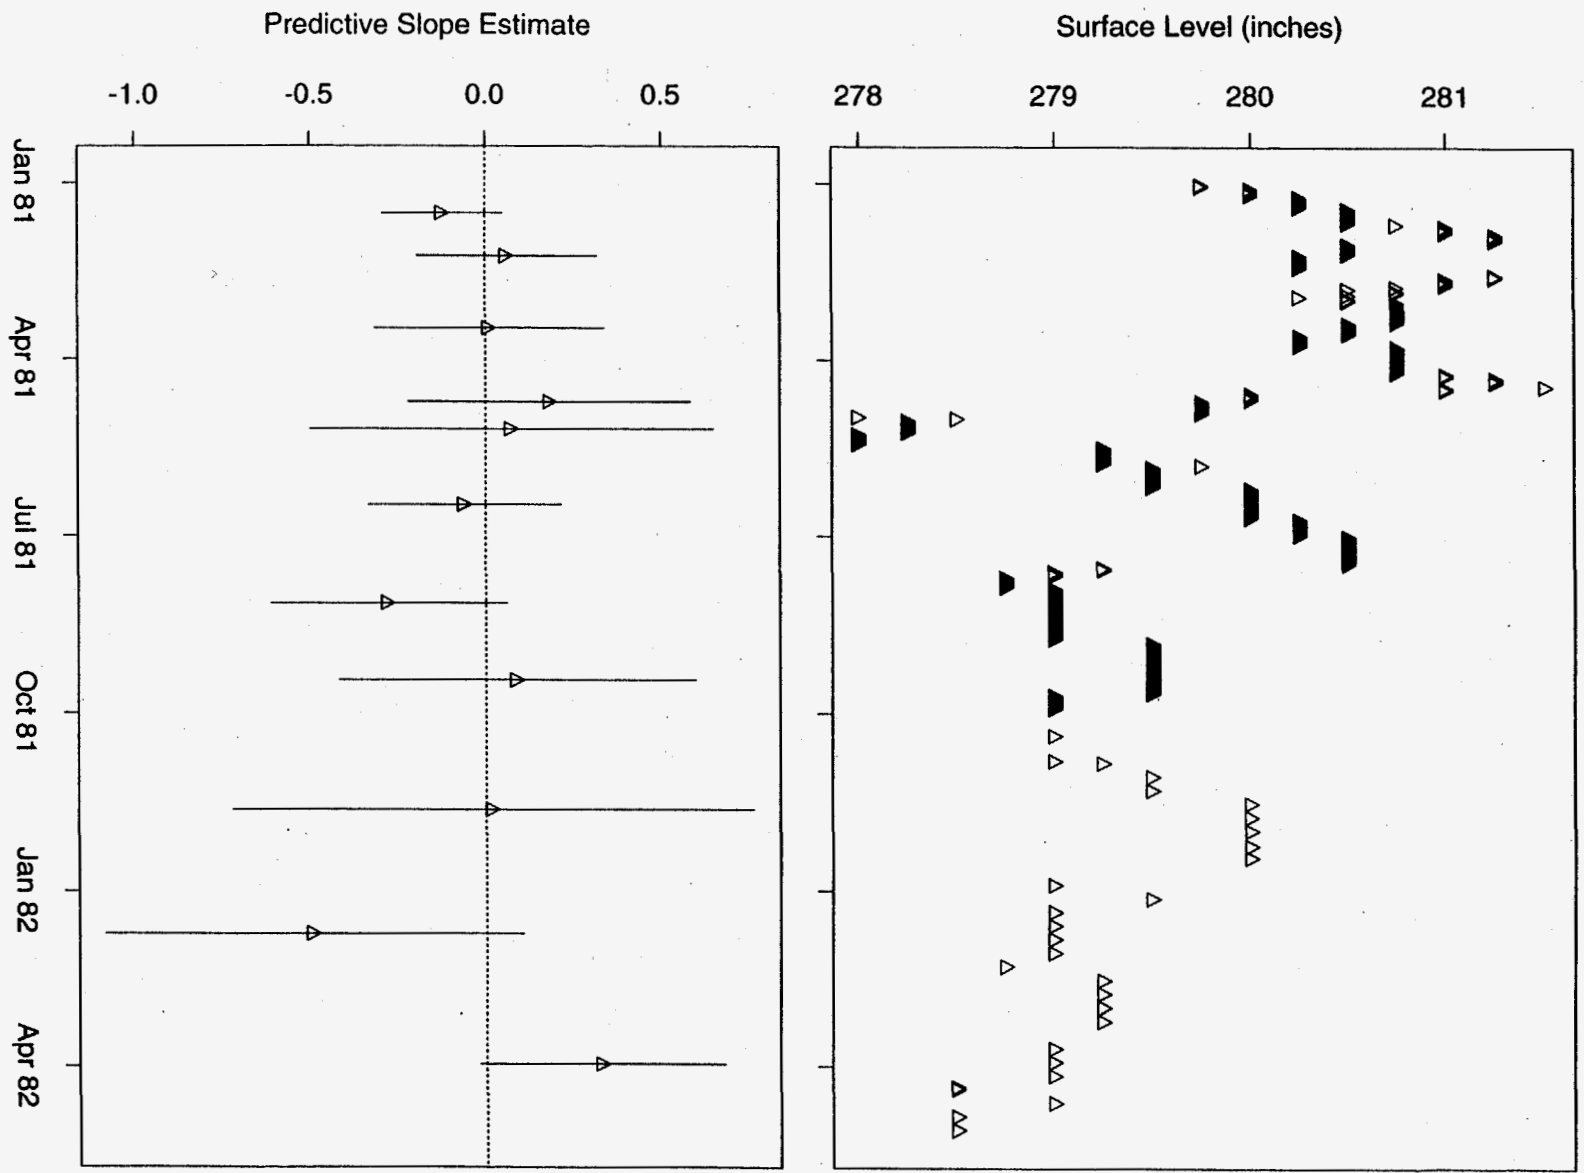 Predictive Slope Estimate
-1.0 -0.5 0.0 0.5
Jan 81
Apr 81
Jul 81
Oct 81
Jan 82
Apr 82
Surface Level (inches)
278 279 280 281